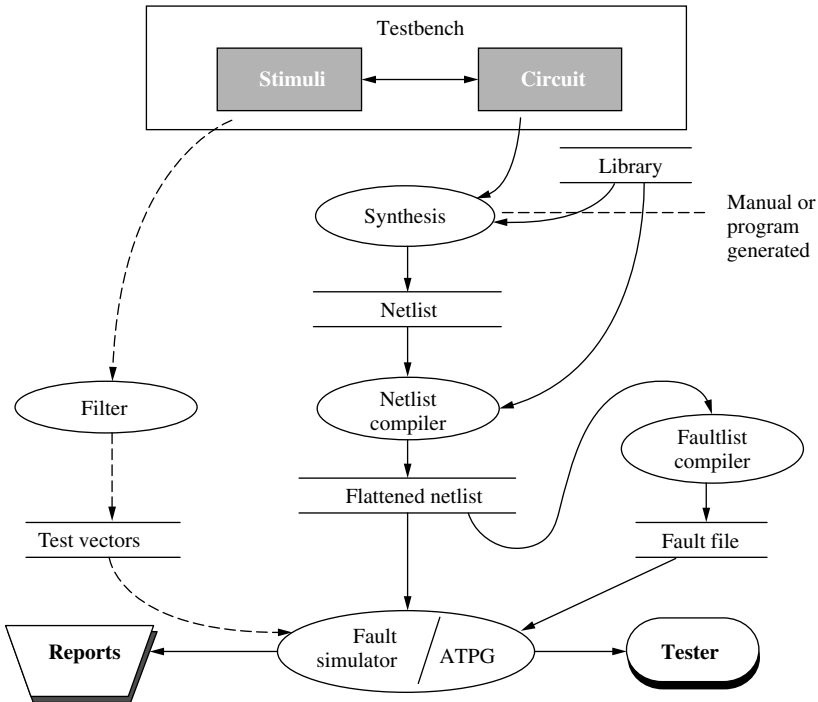 Testbench
Stimuli
Circuit
Library
Synthesis
Manual or
program
generated
Netlist
Filter
Netlist
compiler
Faultlist
compiler
Flattened netlist
Test vectors
Fault file
Reports
Fault
simulator
ATPG
Tester